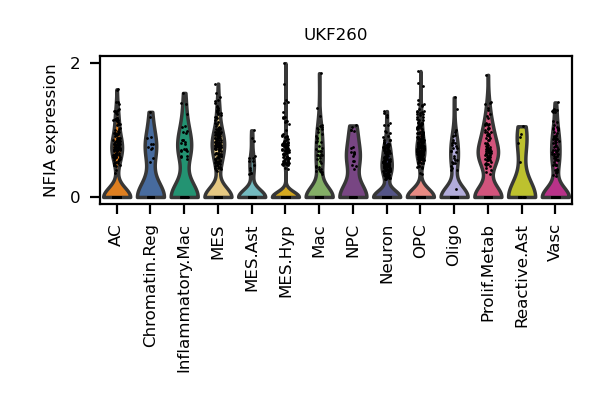 UKF260
NFIA expression
2
0
AC
Chromatin.Reg
Inflammatory.Mac
MES
MES.Ast
MES.Hyp
Mac
NPC
Neuron
OPC
Oligo
Prolif.Metab
Reactive.Ast
Vasc